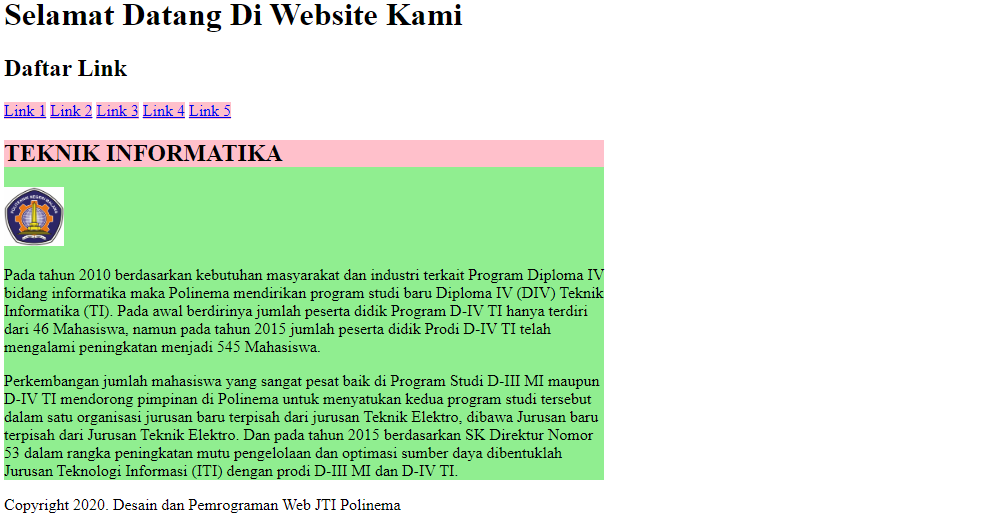 Selamat Datang Di Website Kami
Daftar Link
Link 1 Link 2 Link 3 Link 4 Link 5
TEKNIK INFORMATIKA
POLITEKNIK NEGERI MALANG
Pada tahun 2010 berdasarkan kebutuhan masyarakat dan industri terkait Program Diploma IV
bidang informatika maka Polinema mendirikan program studi baru Diploma IV (DIV) Teknik
Informatika (TI). Pada awal berdirinya jumlah peserta didik Program D-IV TI hanya terdiri
dari 46 Mahasiswa, namun pada tahun 2015 jumlah peserta didik Prodi D-IV TI telah
mengalami peningkatan menjadi 545 Mahasiswa.
Perkembangan jumlah mahasiswa yang sangat pesat baik di Program Studi D-III MI maupun
D-IV TI mendorong pimpinan di Polinema untuk menyatukan kedua program studi tersebut
dalam satu organisasi jurusan baru terpisah dari jurusan Teknik Elektro, dibawa Jurusan baru
terpisah dari Jurusan Teknik Elektro. Dan pada tahun 2015 berdasarkan SK Direktur Nomor
53 dalam rangka peningkatan mutu pengelolaan dan optimasi sumber daya dibentuklah
Jurusan Teknologi Informasi (ITI) dengan prodi D-III MI dan D-IV TI.
Copyright 2020. Desain dan Pemrograman Web JTI Polinema